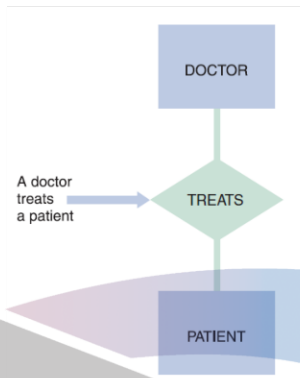 DOCTOR
A doctor
treats
a patient
TREATS
PATIENT